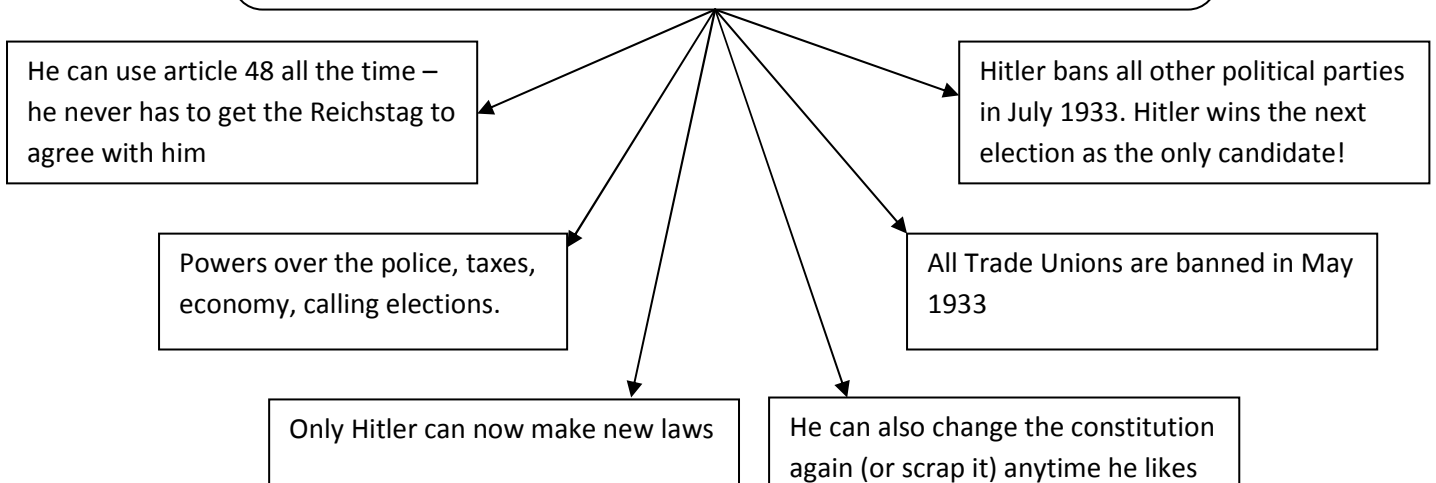 He can use article 48 all the time –
he never has to get the Reichstag to
agree with him
Hitler bans all other political parties
in July 1933. Hitler wins the next
election as the only candidate!
Powers over the police, taxes,
economy, calling elections.
All Trade Unions are banned in May
1933
Only Hitler can now make new laws
He can also change the constitution
again (or scrap it) anytime he likes